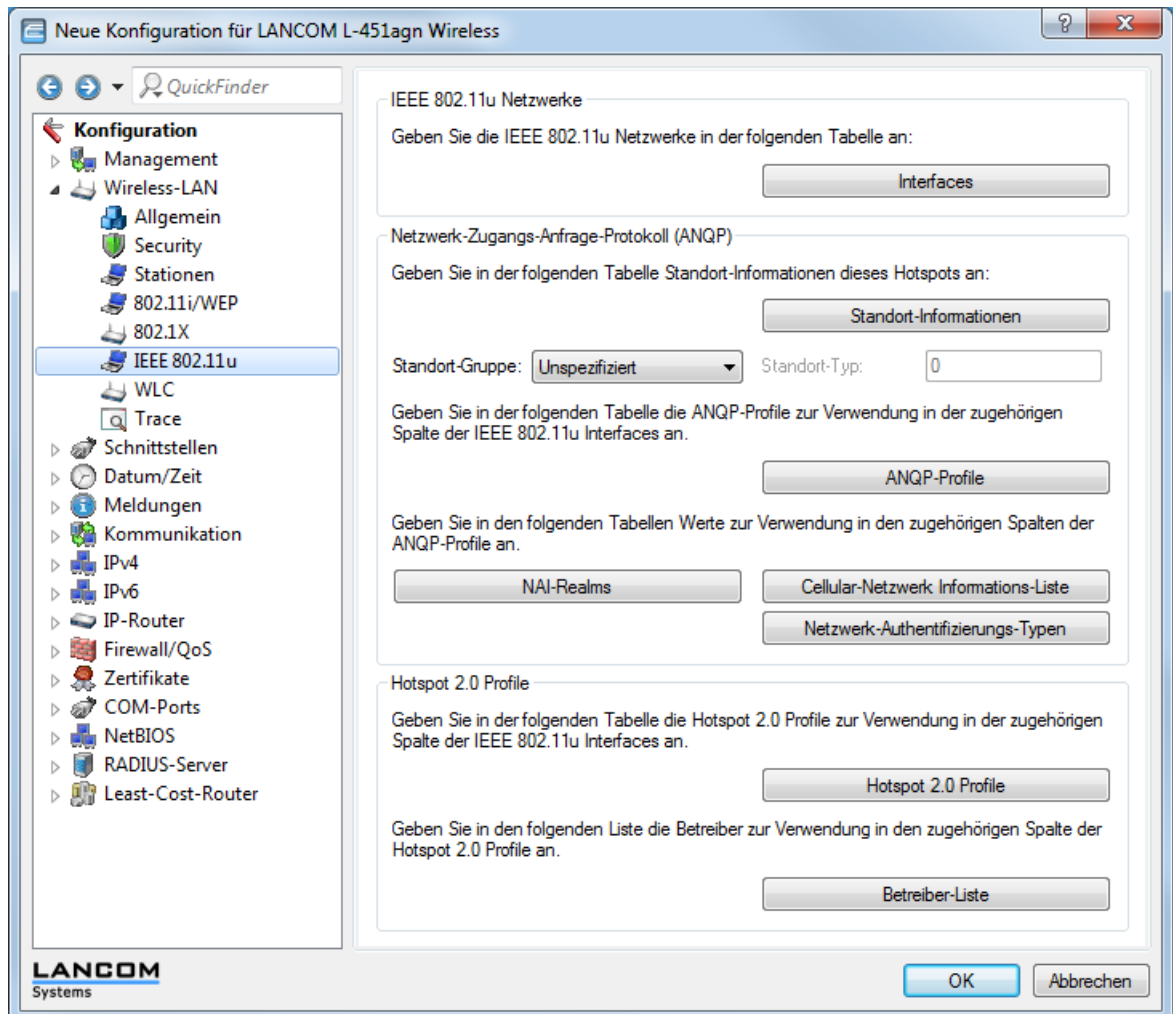 Neue Konfiguration für LANCOM L-451agn Wireless
QuickFinder
Konfiguration
Management
Wireless-LAN
Allgemein
Security
Stationen
802.11i/WEP
802.1X
IEEE 802.11u
WLC
Trace
Schnittstellen
Datum/Zeit
Meldungen
Kommunikation
IPv4
IPv6
IP-Router
Firewall/QoS
Zertifikate
COM-Ports
NetBIOS
RADIUS-Server
Least-Cost-Router
IEEE 802.11u Netzwerke
Geben Sie die IEEE 802.11u Netzwerke in der folgenden Tabelle an:
Interfaces
Netzwerk-Zugangs-Anfrage-Protokoll (ANQP)
Geben Sie in der folgenden Tabelle Standort-Informationen dieses Hotspots an:
Standort-Informationen
Standort-Gruppe: Unspezifiziert Standort-Typ: 0
Geben Sie in der folgenden Tabelle die ANQP-Profile zur Verwendung in der zugehörigen
Spalte der IEEE 802.11u Interfaces an.
ANQP-Profile
Geben Sie in den folgenden Tabellen Werte zur Verwendung in den zugehörigen Spalten der
ANQP-Profile an.
NAI-Realms Cellular-Netzwerk Informations-Liste
Netzwerk-Authentifizierungs-Typen
Hotspot 2.0 Profile
Geben Sie in der folgenden Tabelle die Hotspot 2.0 Profile zur Verwendung in der zugehörigen
Spalte der IEEE 802.11u Interfaces an.
Hotspot 2.0 Profile
Geben Sie in den folgenden Liste die Betreiber zur Verwendung in den zugehörigen Spalte der
Hotspot 2.0 Profile an.
Betreiber-Liste
LANCOM
Systems
OK Abbrechen